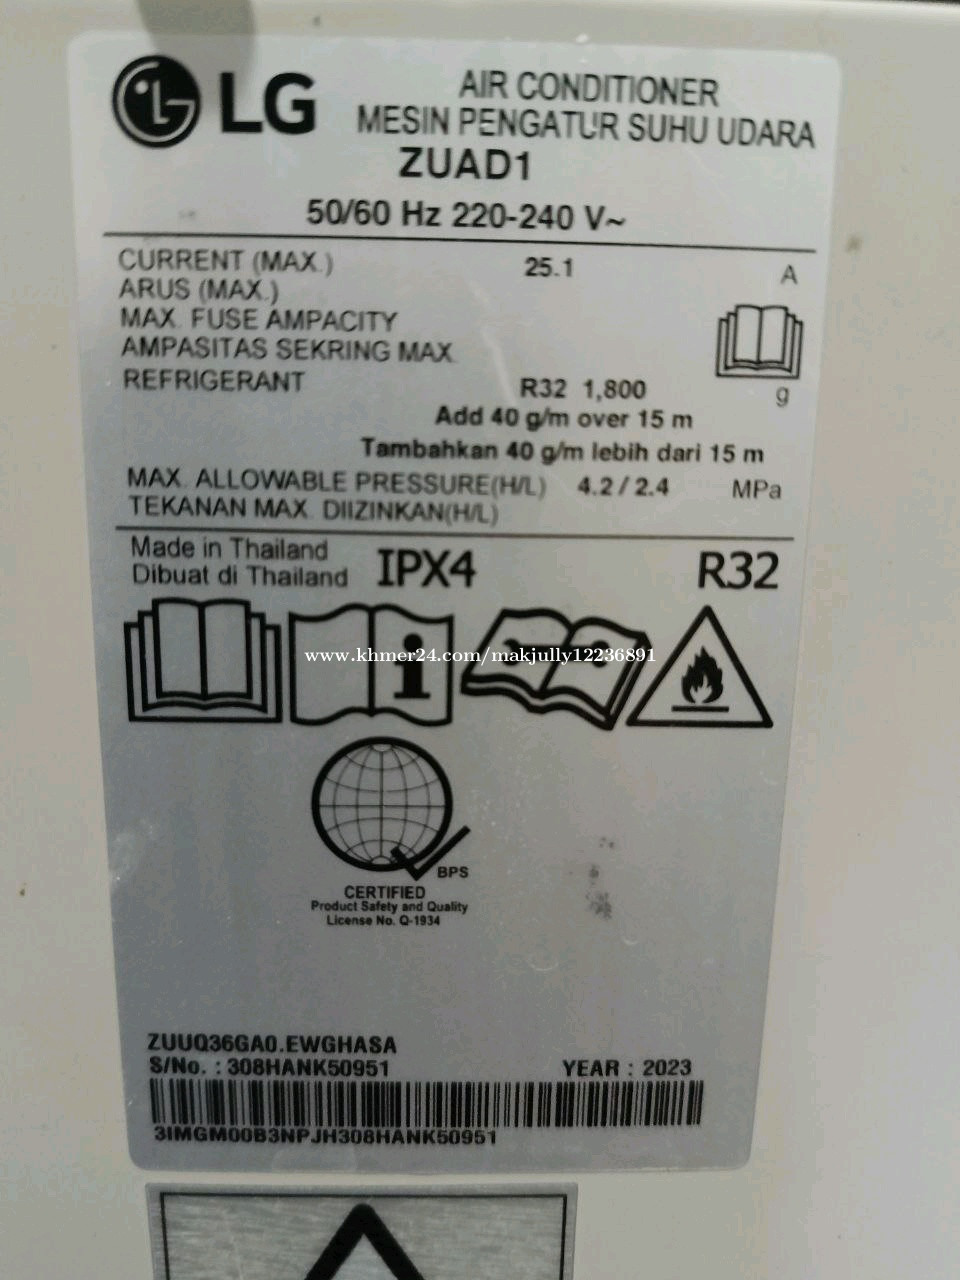 LG
AIR CONDITIONER
MESIN PENGATUR SUHU UDARA
ZUAD1
50/60 Hz 220-240 V~
CURRENT (MAX.) 25.1 A
ARUS (MAX.)
MAX. FUSE AMPACITY
AMPASITAS SEKRING MAX.
REFRIGERANT R32 1,800 g
Add 40 g/m over 15 m
Tambahkan 40 g/m lebih dari 15 m
MAX. ALLOWABLE PRESSURE(H/L) 4.2 / 2.4 MPa
TEKANAN MAX. DIIZINKAN(H/L)
Made in Thailand
Dibuat di Thailand IPX4 R32
www.khmer24.com/makjully12236891
BPS
CERTIFIED
Product Safety and Quality
License No. Q-1934
ZUUQ36GA0.EWGHASA
S/No. : 308HANK50951 YEAR : 2023
3IMGM00B3NPJH308HANK50951